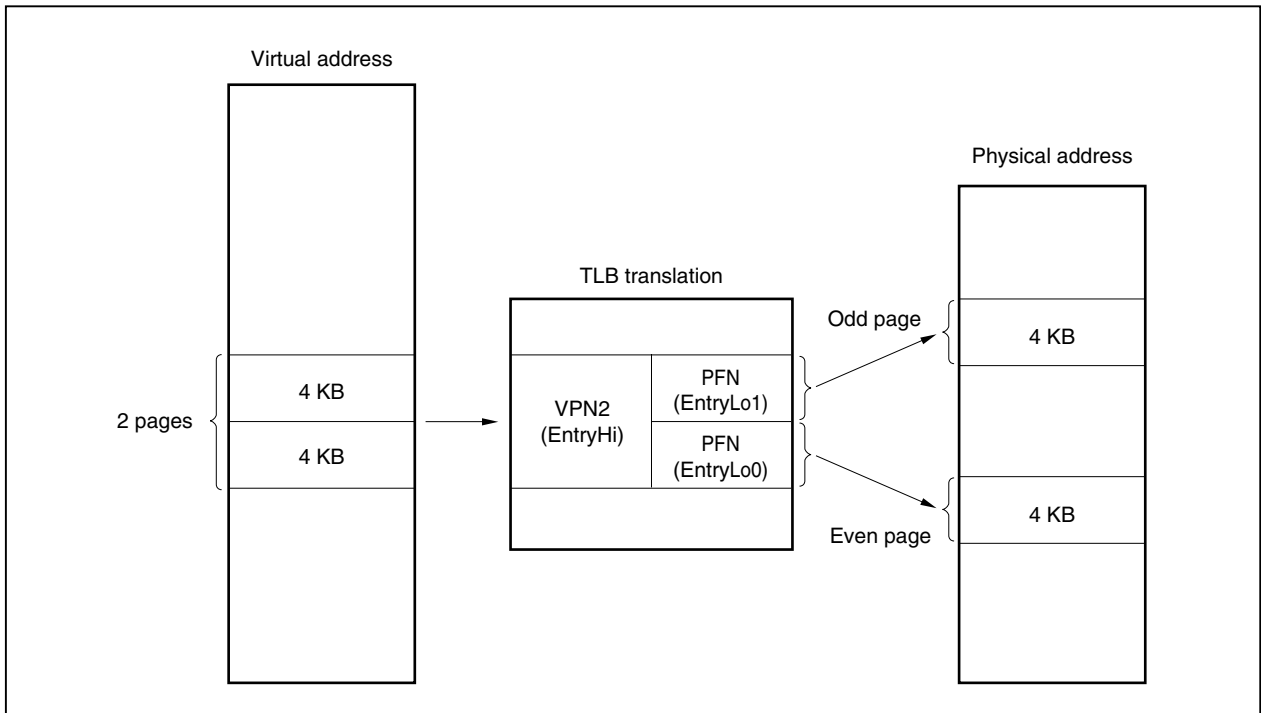 Virtual address
Physical address
TLB translation
Odd page
4 KB
4 KB
2 pages
4 KB
VPN2
(EntryHi)
PFN
(EntryLo1)
PFN
(EntryLo0)
Even page
4 KB